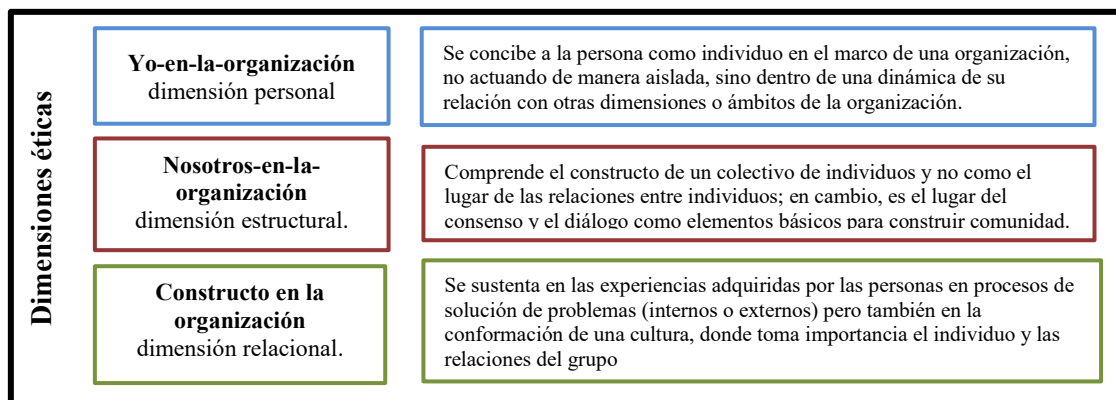 Dimensiones éticas
Yo-en-la-organización
dimensión personal
Se concibe a la persona como individuo en el marco de una organización,
no actuando de manera aislada, sino dentro de una dinámica de su
relación con otras dimensiones o ámbitos de la organización.
Nosotros-en-la-
organización
dimensión estructural.
Comprende el constructo de un colectivo de individuos y no como el
lugar de las relaciones entre individuos; en cambio, es el lugar del
consenso y el diálogo como elementos básicos para construir comunidad.
Constructo en la
organización
dimensión relacional.
Se sustenta en las experiencias adquiridas por las personas en procesos de
solución de problemas (internos o externos) pero también en la
conformación de una cultura, donde toma importancia el individuo y las
relaciones del grupo